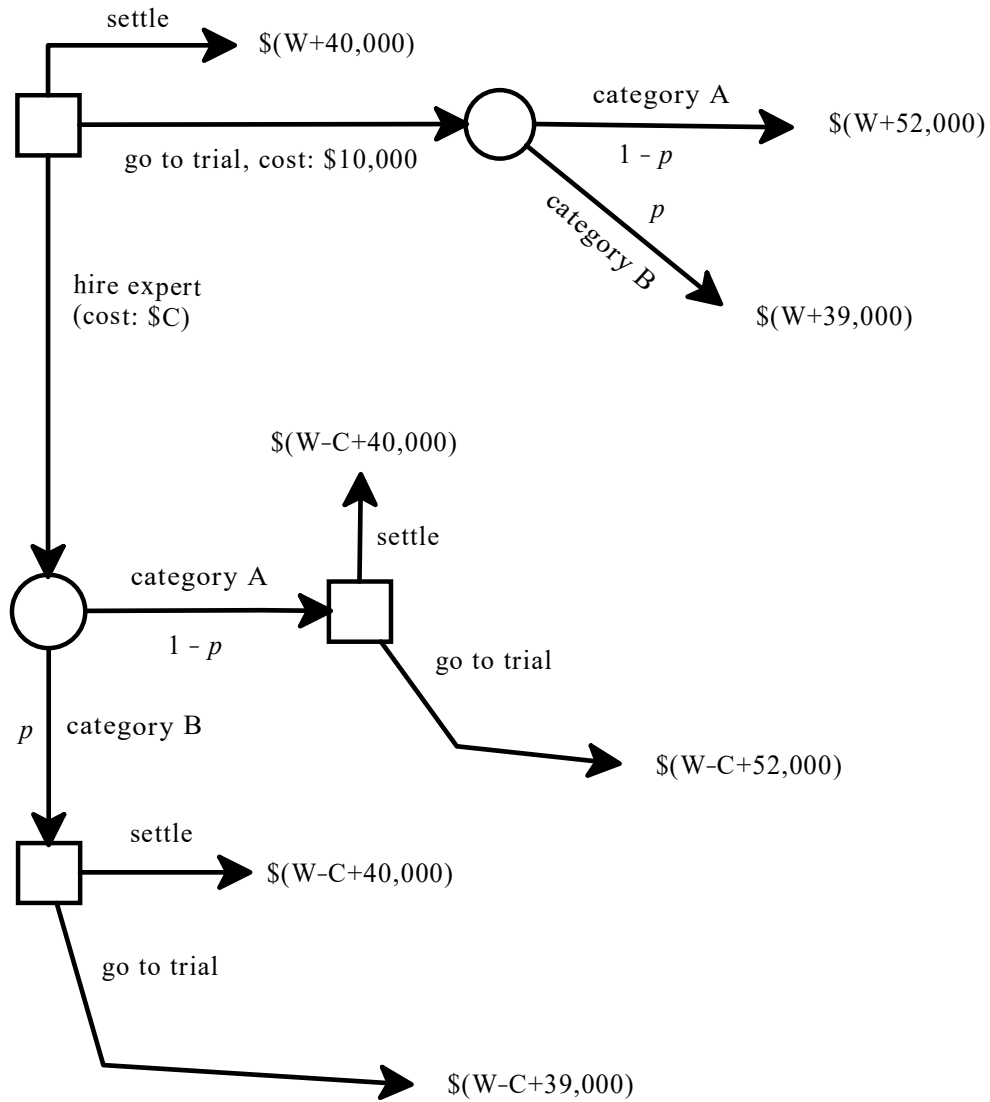 settle
$(W+40,000)
category A
$(W+52,000)
go to trial, cost: $10,000
1 – p
category B
p
hire expert
(cost: $C)
$(W+39,000)
$(W–C+40,000)
settle
category A
1 – p
go to trial
p
category B
$(W–C+52,000)
settle
$(W–C+40,000)
go to trial
$(W–C+39,000)